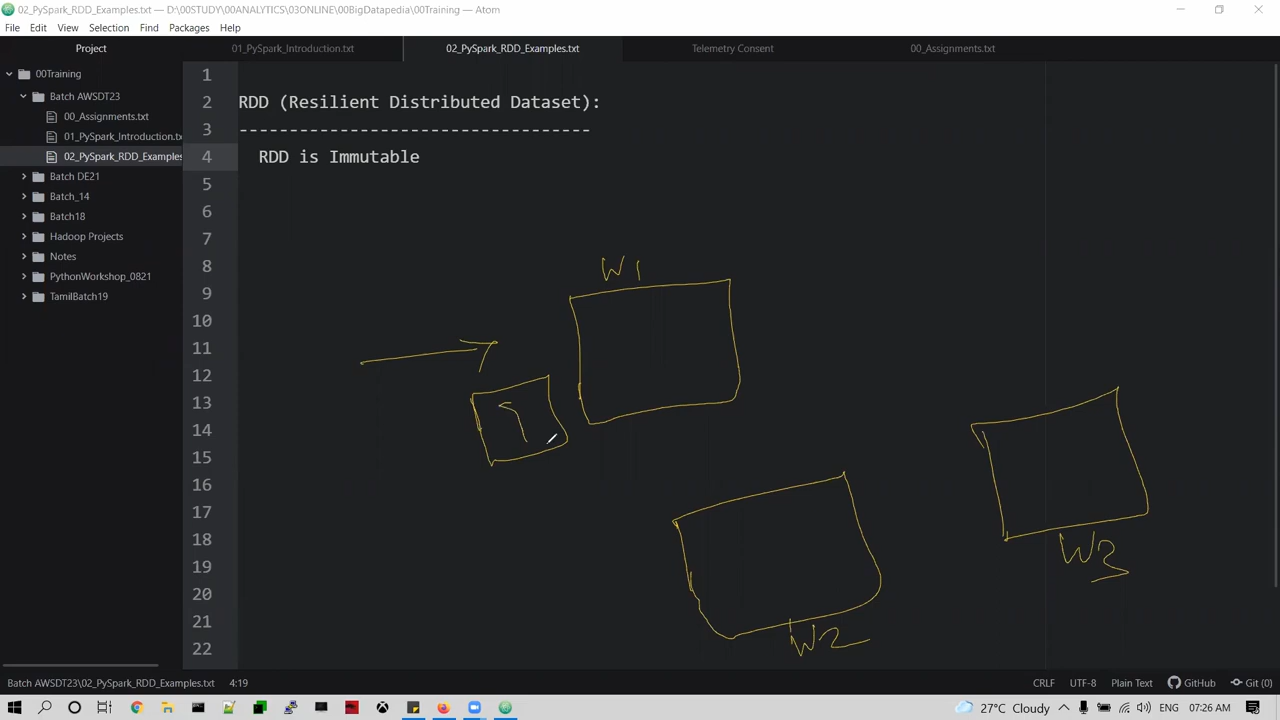 02_PySpark_RDD_Examples.txt — D:\00STUDY\00ANALYTICS\03ONLINE\00BigDatapedia\00Training — Atom
File Edit View Selection Find Packages Help
Project
01_PySpark_Introduction.txt
02_PySpark_RDD_Examples.txt
Telemetry Consent
00_Assignments.txt
00Training
Batch AWSDT23
00_Assignments.txt
01_PySpark_Introduction.tx
02_PySpark_RDD_Examples
Batch DE21
Batch_14
Batch18
Hadoop Projects
Notes
PythonWorkshop_0821
TamilBatch19
1
2 RDD (Resilient Distributed Dataset):
3 -----------------------------------
4 RDD is Immutable
5
6
7
8
9
10
11
12
13
14
15
16
17
18
19
20
21
22
W1
W2
Batch AWSDT23\02_PySpark_RDD_Examples.txt 4:19
CRLF UTF-8 Plain Text GitHub Git (0)
27°C Cloudy ENG 07:26 AM